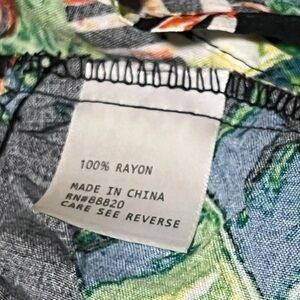 100% RAYON
MADE IN CHINA
RN#88820
CARE SEE REVERSE